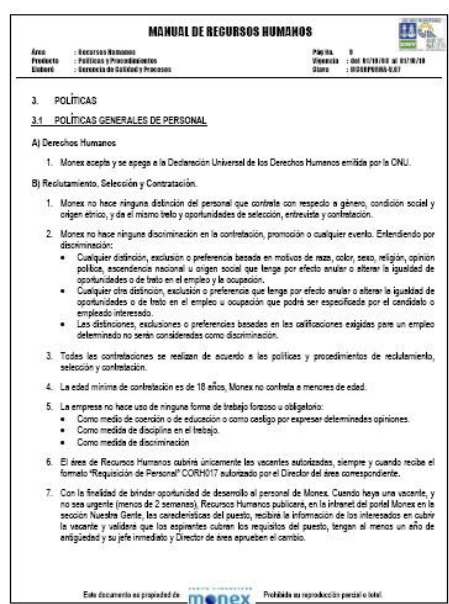 MANUAL DE RECURSOS HUMANOS
Área : Recursos Humanos
Producto : Políticas y Procedimientos
Elaboró : Gerencia de Calidad y Procesos
Pág No. 9
Vigencia : del 01/10/08 al 01/10/10
Clave
3. POLÍTICAS
3.1 POLÍTICAS GENERALES DE PERSONAL
A) Derechos Humanos
1. Monex acepta y se apega a la Declaración Universal de los Derechos Humanos emitida por la ONU.
B) Reclutamiento, Selección y Contratación.
1. Monex no hace ninguna distinción del personal que contrata con respecto a género, condición social y
origen étnico, y da el mismo trato y oportunidades de selección, entrevista y contratación.
2. Monex no hace ninguna discriminación en la contratación, promoción o cualquier evento. Entendiendo por
discriminación:
• Cualquier distinción, exclusión o preferencia basada en motivos de raza, color, sexo, religión, opinión
política, ascendencia nacional u origen social que tenga por efecto anular o alterar la igualdad de
oportunidades o de trato en el empleo y la ocupación.
• Cualquier otra distinción, exclusión o preferencia que tenga por efecto anular o alterar la igualdad de
oportunidades o de trato en el empleo u ocupación que podrá ser especificada por el candidato o
empleado interesado.
• Las distinciones, exclusiones o preferencias basadas en las calificaciones exigidas para un empleo
determinado no serán consideradas como discriminación.
3. Todas las contrataciones se realizan de acuerdo a las políticas y procedimientos de reclutamiento,
selección y contratación.
4. La edad mínima de contratación es de 18 años, Monex no contrata a menores de edad.
5. La empresa no hace uso de ninguna forma de trabajo forzoso u obligatorio:
• Como medio de coerción o de educación o como castigo por expresar determinadas opiniones.
• Como medida de disciplina en el trabajo.
• Como medida de discriminación
6. El área de Recursos Humanos cubrirá únicamente las vacantes autorizadas, siempre y cuando reciba el
formato "Requisición de Personal" CORH017 autorizado por el Director del área correspondiente.
7. Con la finalidad de brindar oportunidad de desarrollo al personal de Monex. Cuando haya una vacante, y
no sea urgente (menos de 2 semanas), Recursos Humanos publicará, en la intranet del portal Monex en la
sección Nuestra Gente, las características del puesto, recibirá la información de los interesados en cubrir
la vacante y validará que los aspirantes cubran los requisitos del puesto, tengan al menos un año de
antigüedad y su jefe inmediato y Director de área aprueben el cambio.
Este documento es propiedad de monex Prohibida su reproducción parcial o total.